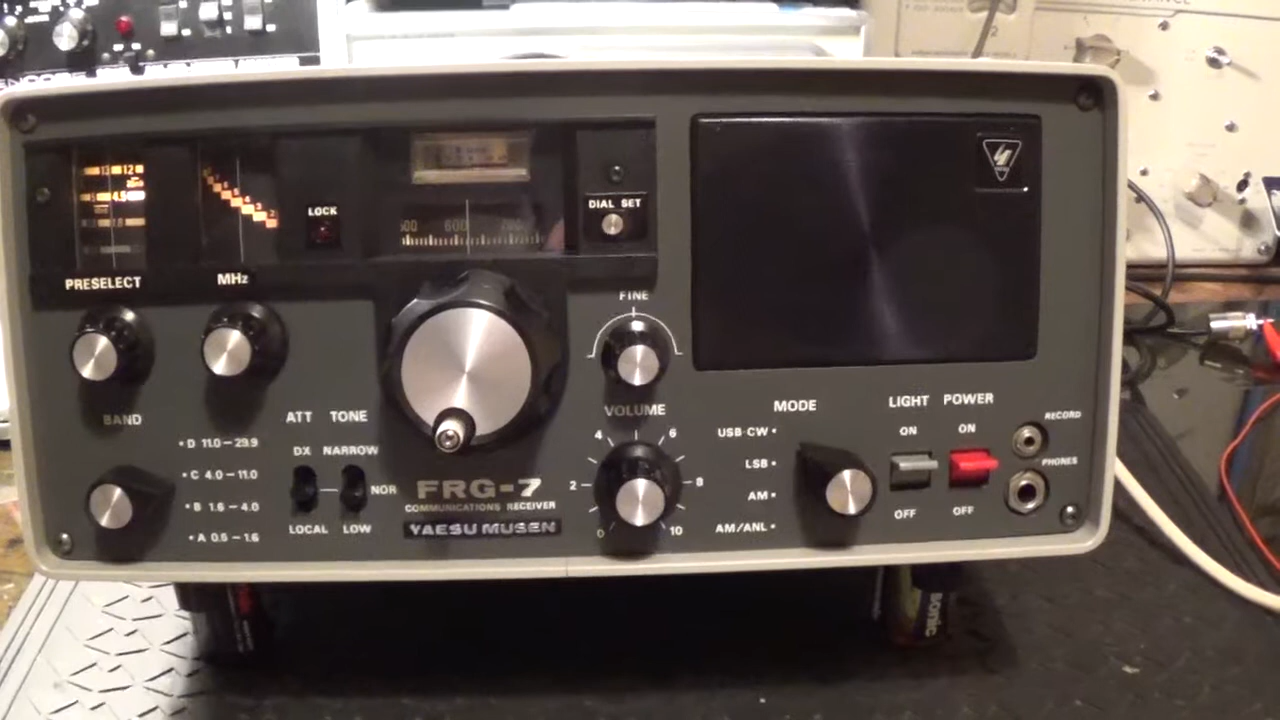 LOCK
DIAL SET
500 600 700
PRESELECT
MHz
FINE
BAND
• D 11.0 – 29.9
• C 4.0 – 11.0
• B 1.6 – 4.0
• A 0.5 – 1.6
ATT TONE
DX NARROW
NOR
LOCAL LOW
FRG-7
COMMUNICATIONS RECEIVER
YAESU MUSEN
VOLUME
4 6
2 8
0 10
MODE
USB·CW •
LSB •
AM •
AM/ANL •
LIGHT POWER
ON ON
OFF OFF
RECORD
PHONES